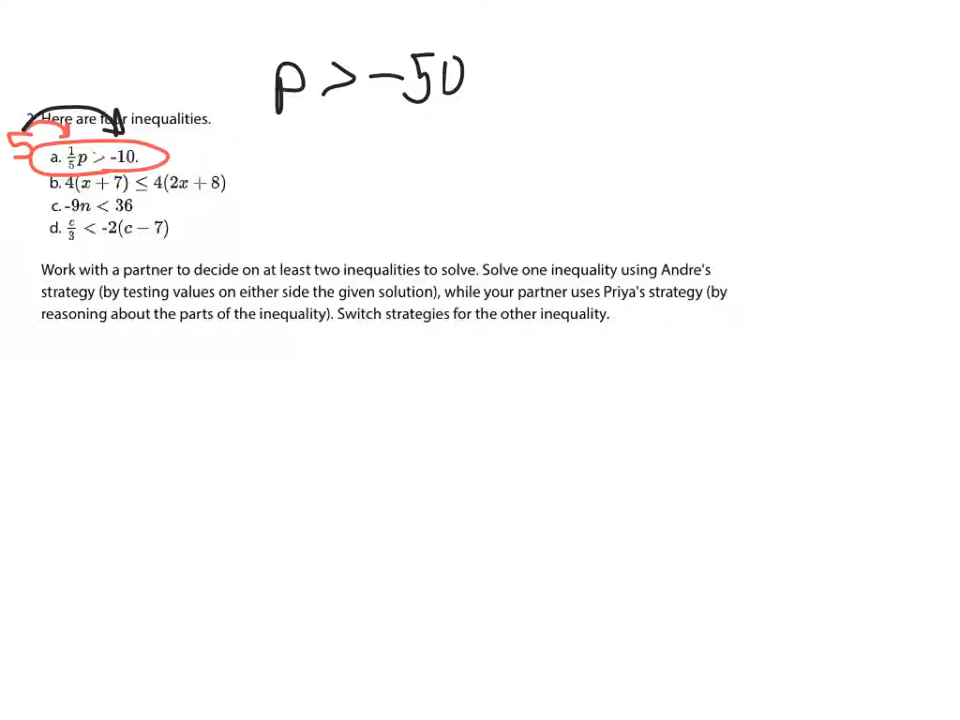 p > -50
2. Here are four inequalities.
5
a. 1/5 p > -10.
b. 4(x + 7) ≤ 4(2x + 8)
c. -9n < 36
d. c/3 < -2(c − 7)
Work with a partner to decide on at least two inequalities to solve. Solve one inequality using Andre's
strategy (by testing values on either side the given solution), while your partner uses Priya's strategy (by
reasoning about the parts of the inequality). Switch strategies for the other inequality.